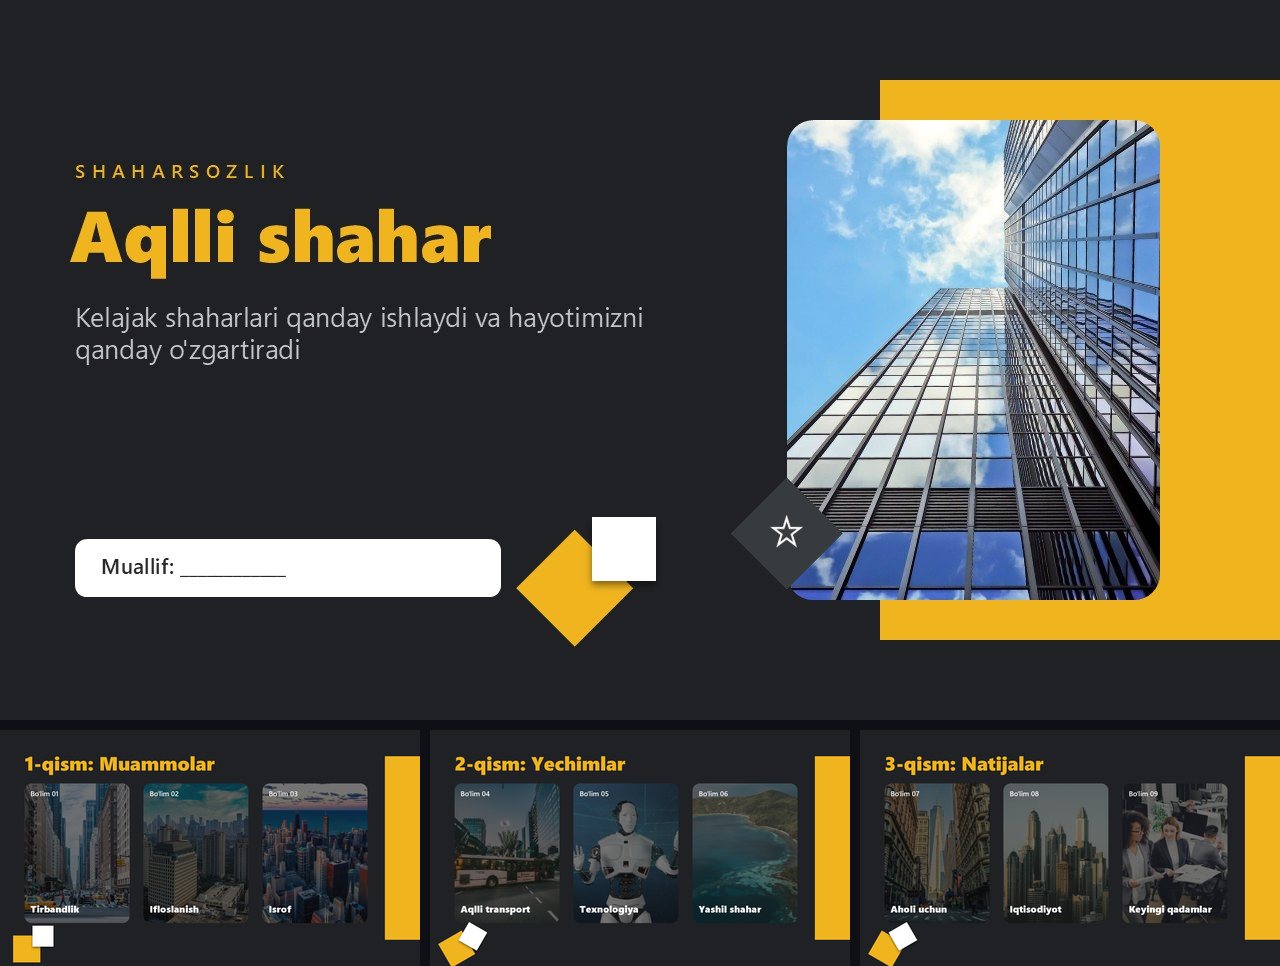 SHAHARSOZLIK
Aqlli shahar
Kelajak shaharlari qanday ishlaydi va hayotimizni
qanday o'zgartiradi
Muallif: ____________
1-qism: Muammolar
Bo'lim 01
Bo'lim 02
Bo'lim 03
Tirbandlik
Ifloslanish
Isrof
2-qism: Yechimlar
Bo'lim 04
Bo'lim 05
Bo'lim 06
Aqlli transport
Texnologiya
Yashil shahar
3-qism: Natijalar
Bo'lim 07
Bo'lim 08
Bo'lim 09
Aholi uchun
Iqtisodiyot
Keyingi qadamlar